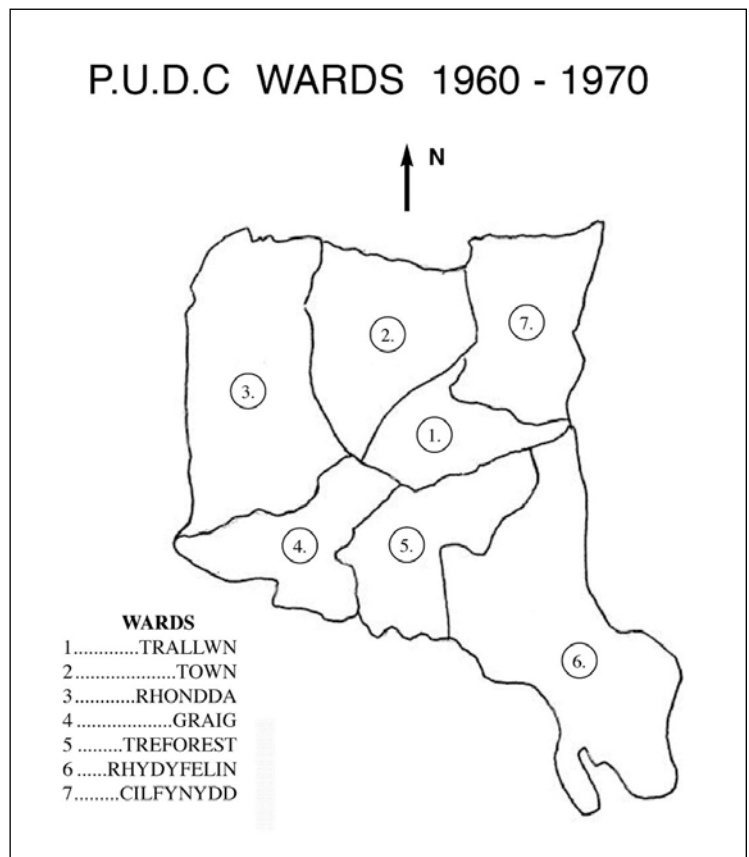 P.U.D.C WARDS 1960 - 1970
N
2.
7.
3.
1.
4.
5.
6.
WARDS
1.............TRALLWN
2.....................TOWN
3............RHONDDA
4....................GRAIG
5.........TREFOREST
6......RHYDYFELIN
7.........CILFYNYDD